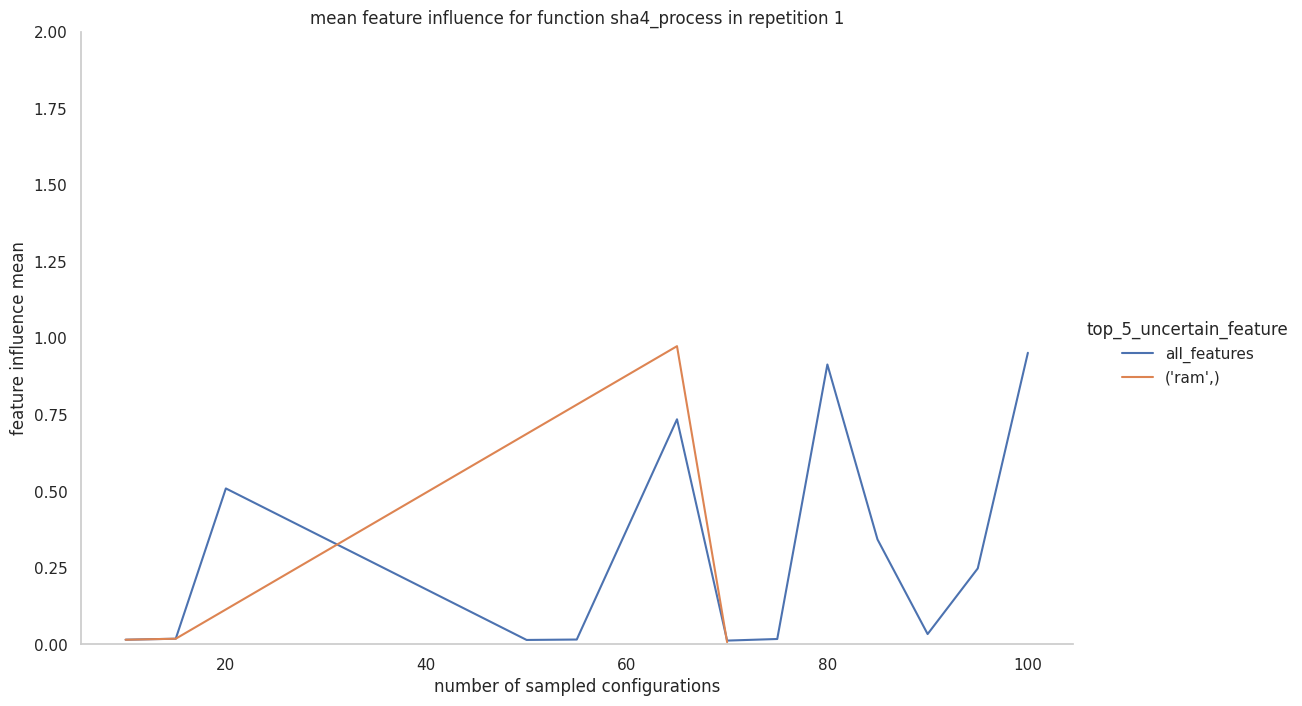 mean feature influence for function sha4_process in repetition 1
2.00
1.75
1.50
1.25
1.00
0.75
0.50
0.25
0.00
feature influence mean
20 40 60 80 100
number of sampled configurations
top_5_uncertain_feature
all_features
('ram',)